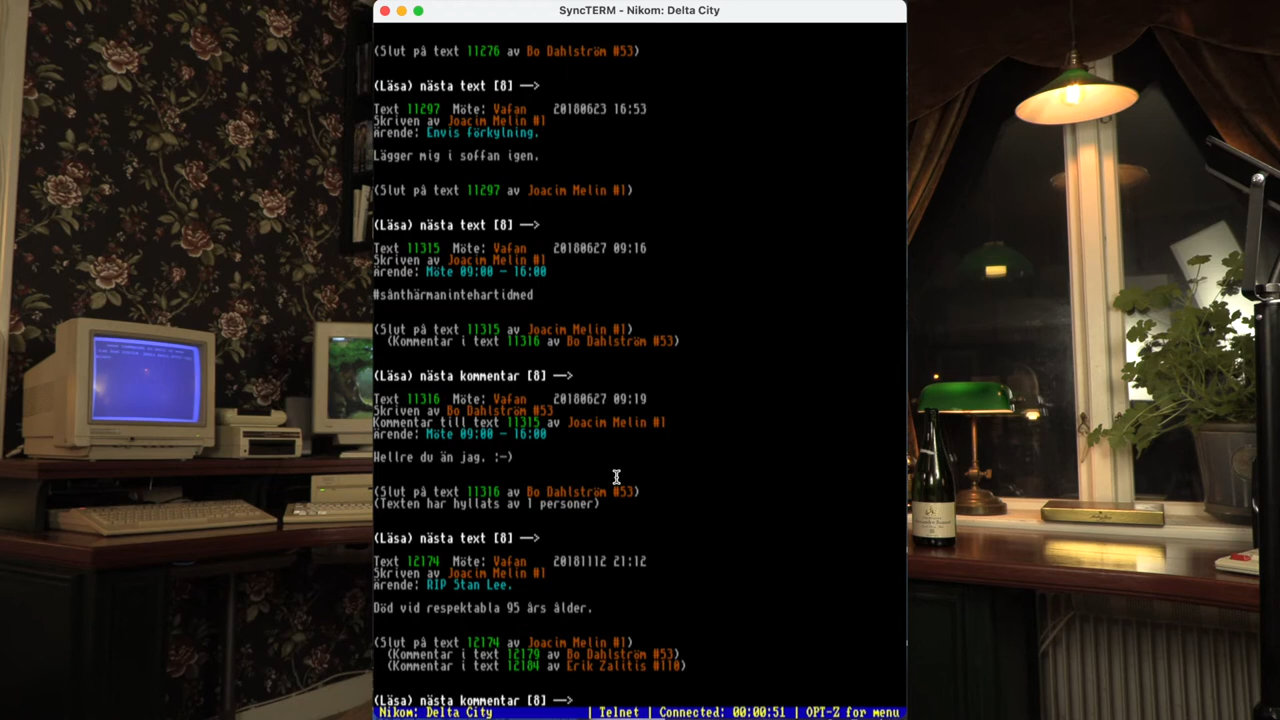 SyncTERM - Nikom: Delta City
(Slut på text 11276 av Bo Dahlström #53)
(Läsa) nästa text [8] —>
Text 11297 Möte: Vafan 20180623 16:53
Skriven av Joacim Melin #1
Ärende: Envis förkylning.
Lägger mig i soffan igen.
(Slut på text 11297 av Joacim Melin #1)
(Läsa) nästa text [8] —>
Text 11315 Möte: Vafan 20180627 09:16
Skriven av Joacim Melin #1
Ärende: Möte 09:00 - 16:00
#sånthärmanintehartidmed
(Slut på text 11315 av Joacim Melin #1)
(Kommentar i text 11316 av Bo Dahlström #53)
(Läsa) nästa kommentar [8] —>
Text 11316 Möte: Vafan 20180627 09:19
Skriven av Bo Dahlström #53
Kommentar till text 11315 av Joacim Melin #1
Ärende: Möte 09:00 - 16:00
Hellre du än jag. :-)
(Slut på text 11316 av Bo Dahlström #53)
(Texten har hyllats av 1 personer)
(Läsa) nästa text [8] —>
Text 12174 Möte: Vafan 20181112 21:12
Skriven av Joacim Melin #1
Ärende: RIP Stan Lee.
Död vid respektabla 95 års ålder.
(Slut på text 12174 av Joacim Melin #1)
(Kommentar i text 12179 av Bo Dahlström #53)
(Kommentar i text 12184 av Erik Zalitis #110)
(Läsa) nästa kommentar [8] —>
Nikom: Delta City | Telnet | Connected: 00:00:51 | OPT-Z for menu